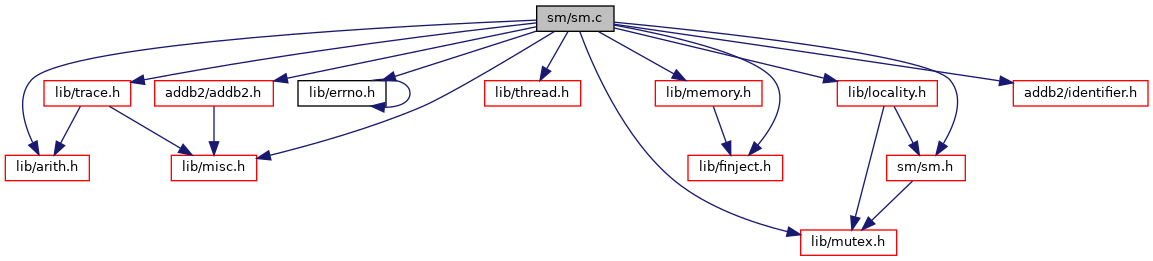 sm/sm.c
lib/trace.h
addb2/addb2.h
lib/errno.h
lib/thread.h
lib/memory.h
lib/locality.h
addb2/identifier.h
lib/arith.h
lib/misc.h
lib/finject.h
sm/sm.h
lib/mutex.h